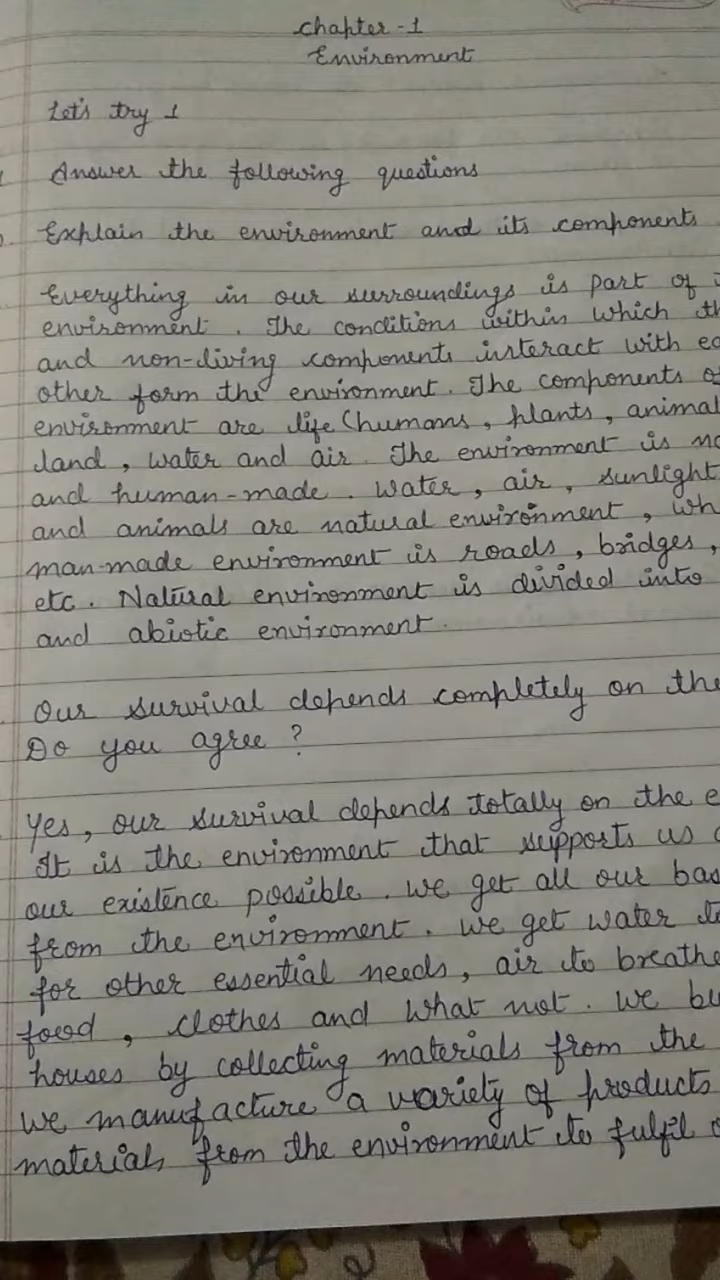 Chapter - 1
Environment
Let's try 1
Answer the following questions
Explain the environment and its components
Everything in our surroundings is part of
environment. The conditions within which
and non-living components interact with
other form the environment. The components
environment are life (humans, plants, animal
land, water and air. The environment is
and human-made. Water, air, sunlight
and animals are natural environment,
man-made environment is roads, bridges,
etc. Natural environment is divided into
and abiotic environment.
Our survival depends completely on the
Do you agree ?
Yes, our survival depends totally on the
It is the environment that supports us
our existence possible. We get all our
from the environment. We get water
for other essential needs, air to breathe
food, clothes and what not. We
houses by collecting materials from the
we manufacture a variety of products
materials from the environment to fulfil